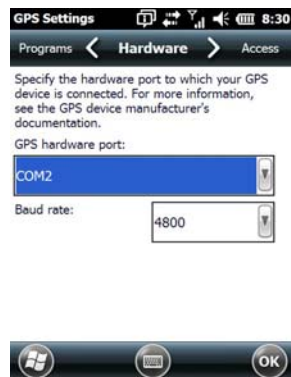 GPS Settings 8:30
Programs Hardware Access
Specify the hardware port to which your GPS
device is connected. For more information,
see the GPS device manufacturer's
documentation.
GPS hardware port:
COM2
Baud rate:
4800
OK